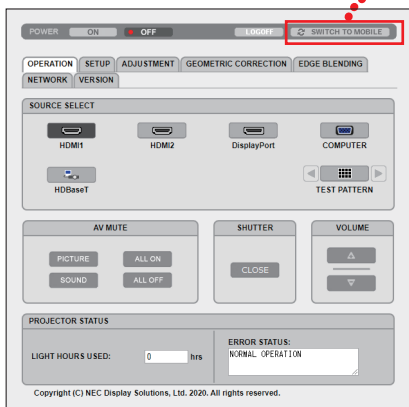 POWER ON OFF LOGOFF SWITCH TO MOBILE
OPERATION SETUP ADJUSTMENT GEOMETRIC CORRECTION EDGE BLENDING
NETWORK VERSION
SOURCE SELECT
HDMI1 HDMI2 DisplayPort COMPUTER
HDBaseT TEST PATTERN
AV MUTE SHUTTER VOLUME
PICTURE ALL ON
CLOSE
SOUND ALL OFF
PROJECTOR STATUS
ERROR STATUS:
LIGHT HOURS USED: 0 hrs NORMAL OPERATION
Copyright (C) NEC Display Solutions, Ltd. 2020. All rights reserved.